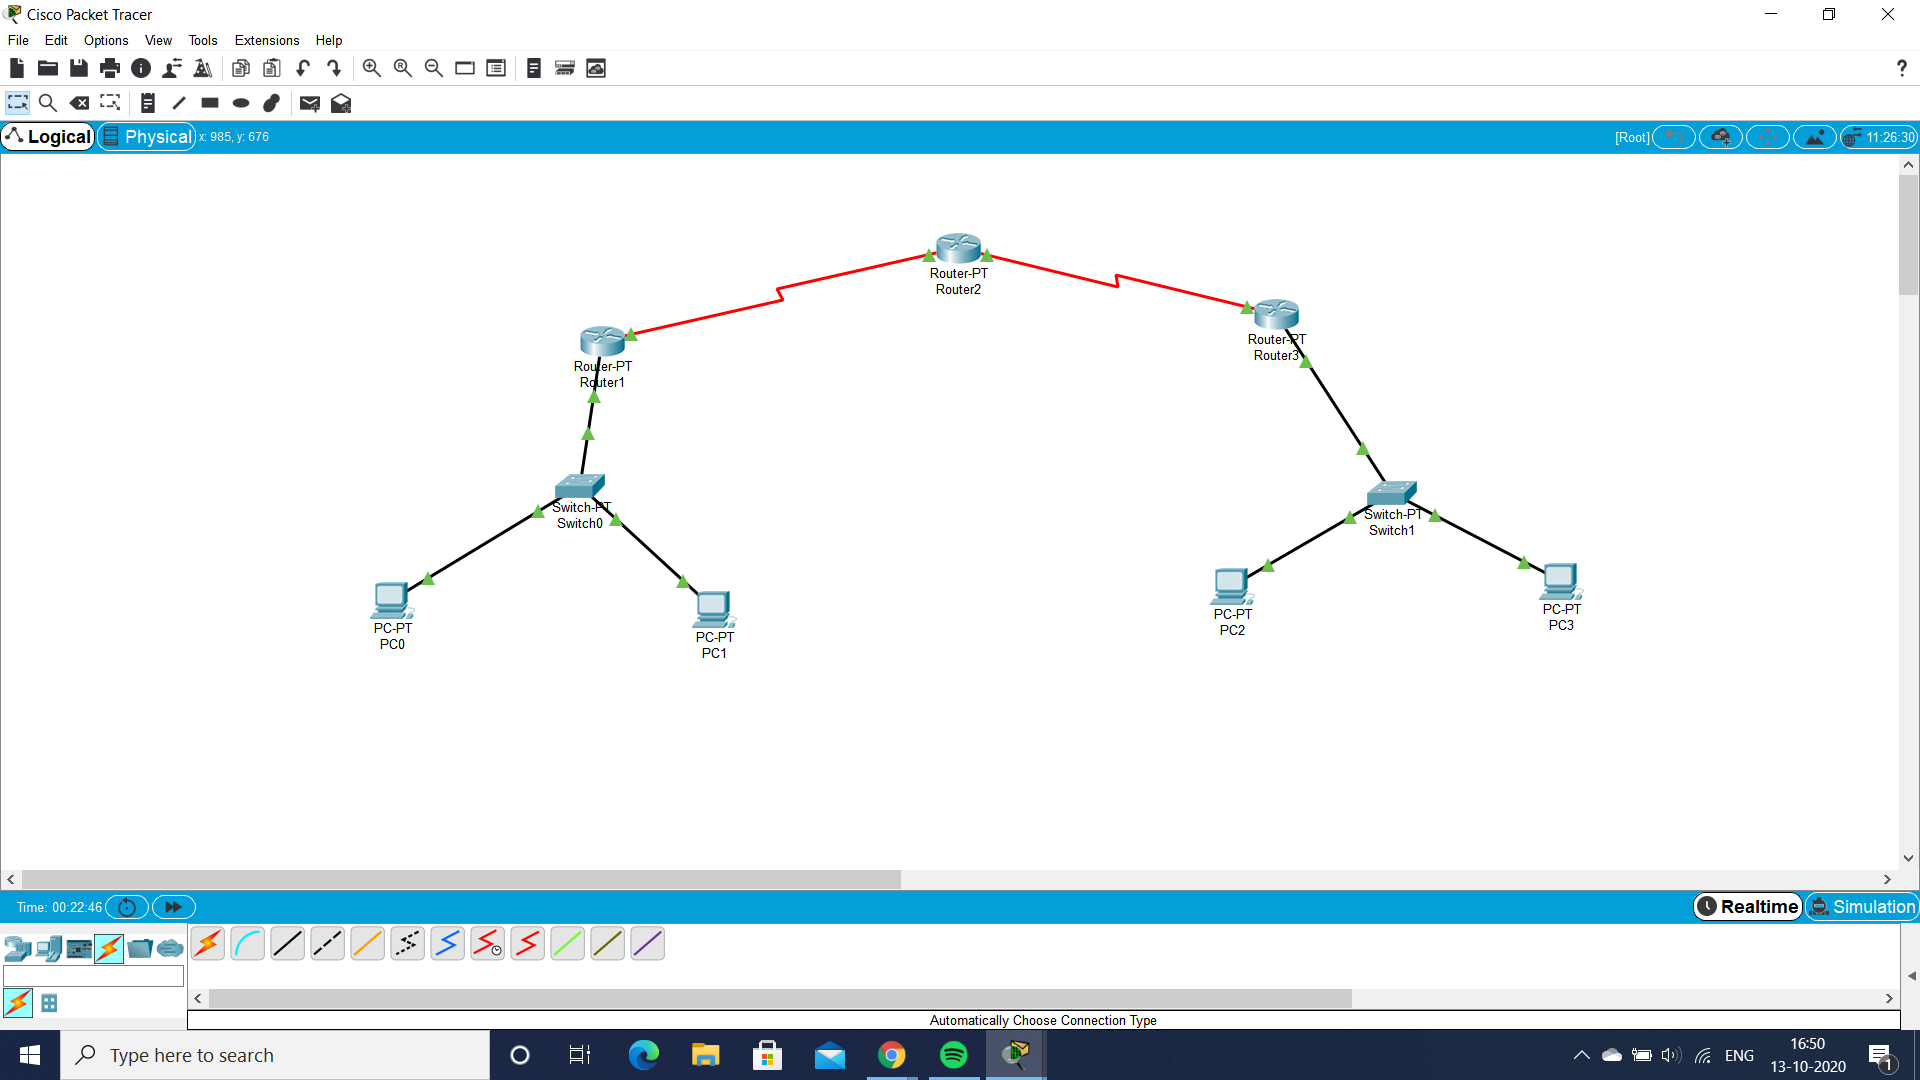 Cisco Packet Tracer
File Edit Options View Tools Extensions Help
?
Logical Physical x: 985, y: 676 [Root] 11:26:30
Router-PT
Router2
Router-PT
Router3
Router-PT
Router1
Switch-PT
Switch0
Switch-PT
Switch1
PC-PT
PC0
PC-PT
PC1
PC-PT
PC2
PC-PT
PC3
Time: 00:22:46 Realtime Simulation
Automatically Choose Connection Type
Type here to search
ENG
16:50
13-10-2020
1